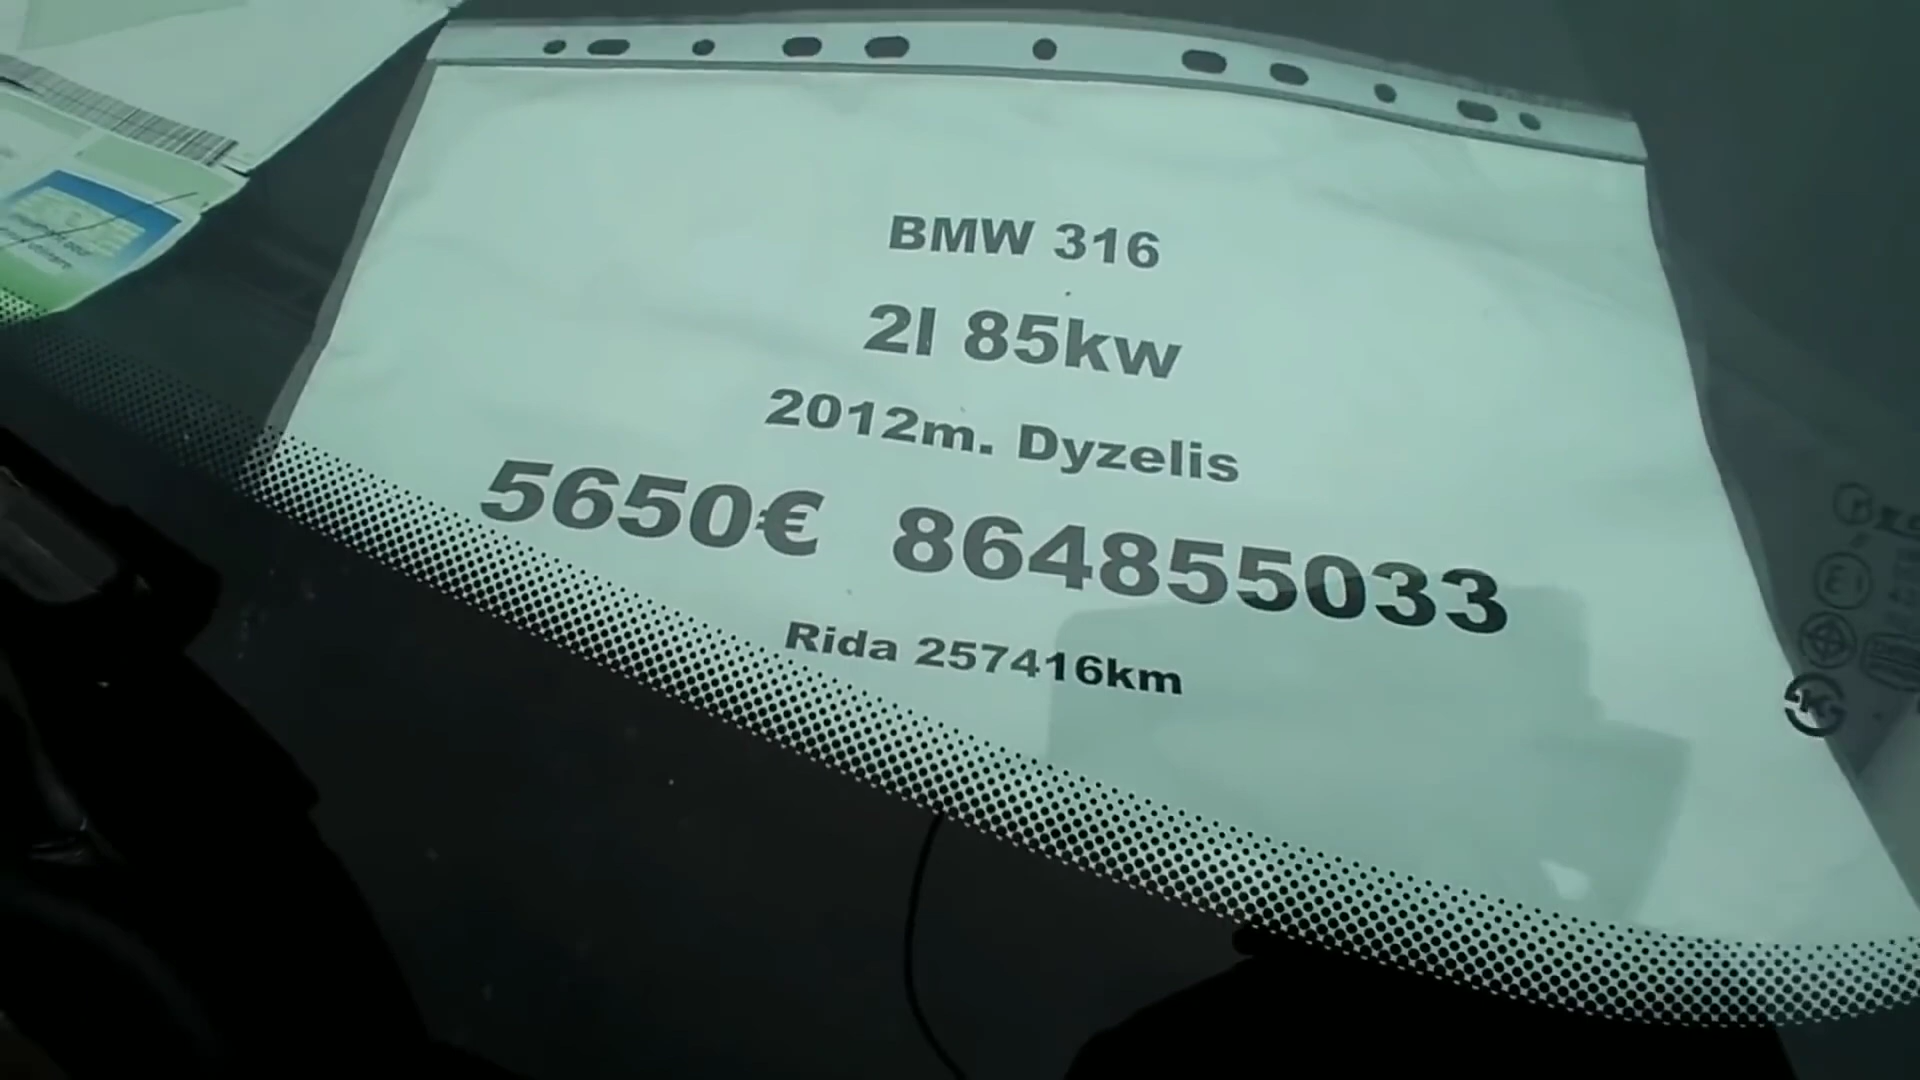 BMW 316
2l 85kw
2012m. Dyzelis
5650€ 864855033
Rida 257416km